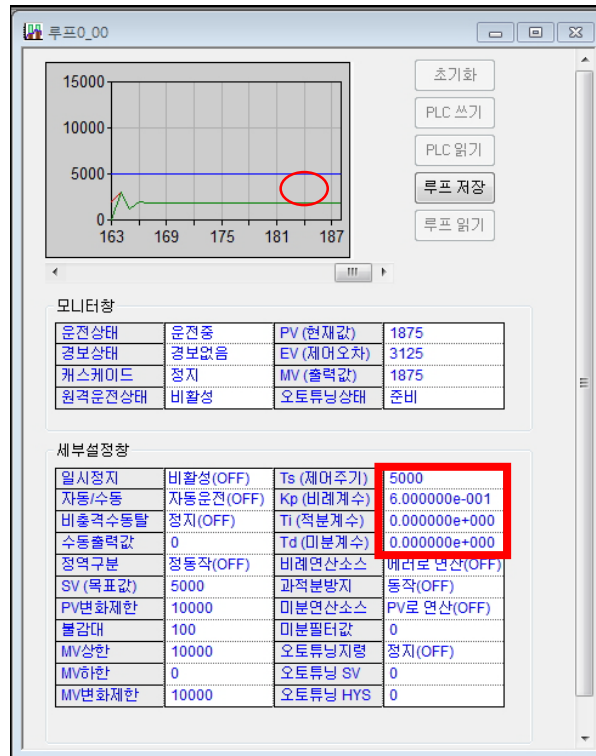 루프0_00
초기화
PLC 쓰기
PLC 읽기
루프 저장
루프 읽기
15000
10000
5000
0
163 169 175 181 187
모니터창
운전상태 운전중 PV (현재값) 1875
경보상태 경보없음 EV (제어오차) 3125
캐스케이드 정지 MV (출력값) 1875
원격운전상태 비활성 오토튜닝상태 준비
세부설정창
일시정지 비활성(OFF) Ts (제어주기) 5000
자동/수동 자동운전(OFF) Kp (비례계수) 6.000000e-001
비충격수동탈 정지(OFF) Ti (적분계수) 0.000000e+000
수동출력값 0 Td (미분계수) 0.000000e+000
정역구분 정동작(OFF) 비례연산소스 에러로 연산(OFF)
SV (목표값) 5000 과적분방지 동작(OFF)
PV변화제한 10000 미분연산소스 PV로 연산(OFF)
불감대 100 미분필터값 0
MV상한 10000 오토튜닝지령 정지(OFF)
MV하한 0 오토튜닝 SV 0
MV변화제한 10000 오토튜닝 HYS 0